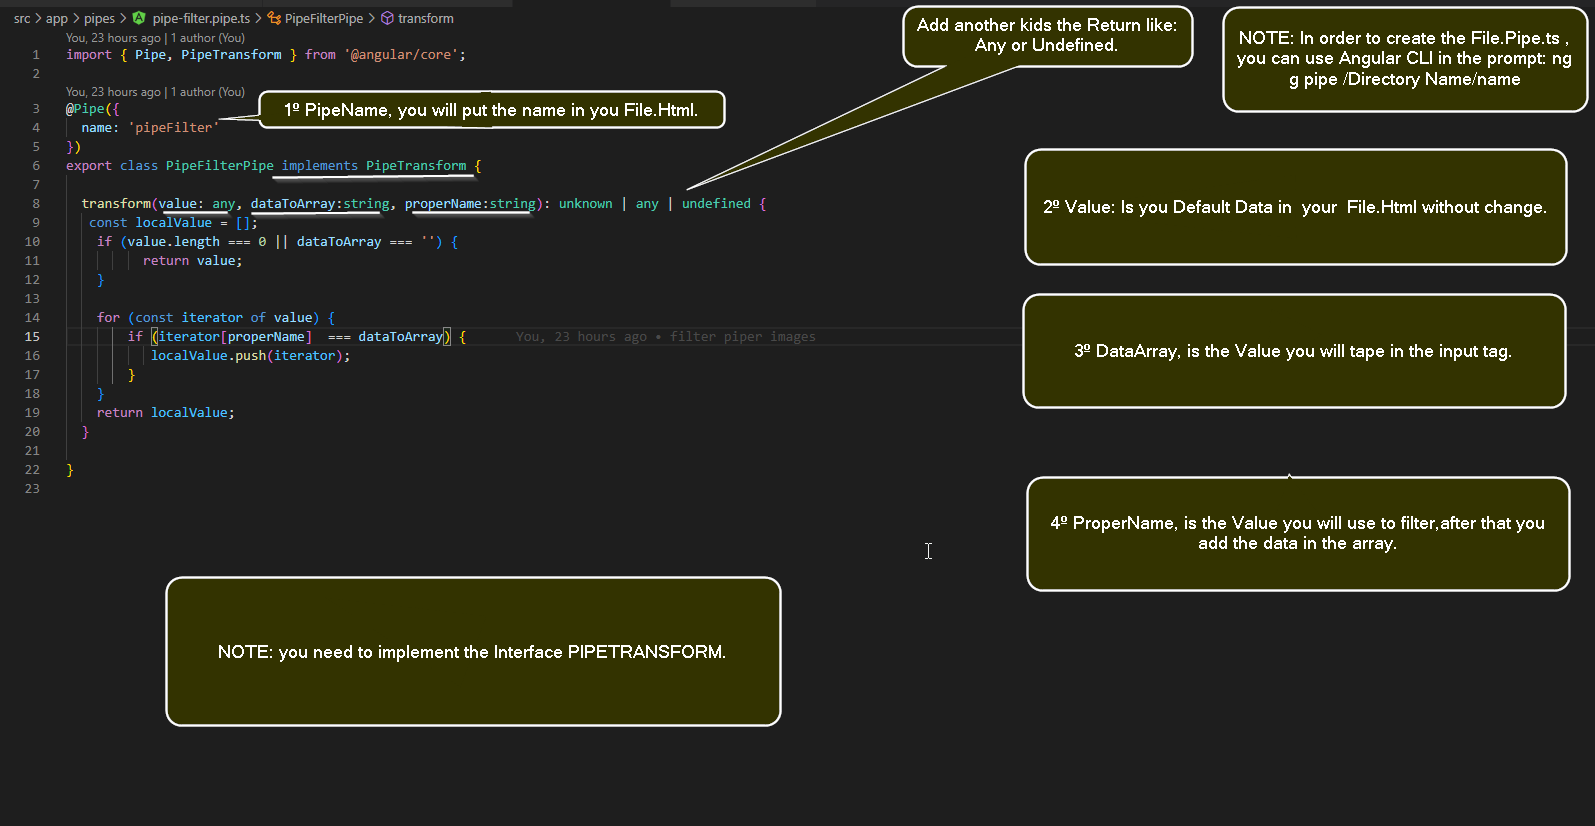 src > app > pipes > pipe-filter.pipe.ts > PipeFilterPipe > transform
You, 23 hours ago | 1 author (You)
1 import { Pipe, PipeTransform } from '@angular/core';
2
You, 23 hours ago | 1 author (You)
3 @Pipe({
4 name: 'pipeFilter'
5 })
6 export class PipeFilterPipe implements PipeTransform {
7
8 transform(value: any, dataToArray:string, properName:string): unknown | any | undefined {
9 const localValue = [];
10 if (value.length === 0 || dataToArray === '') {
11 return value;
12 }
13
14 for (const iterator of value) {
15 if (iterator[properName] === dataToArray) { You, 23 hours ago • filter piper images
16 localValue.push(iterator);
17 }
18 }
19 return localValue;
20 }
21
22 }
23
1º PipeName, you will put the name in you File.Html.
Add another kids the Return like:
Any or Undefined.
NOTE: In order to create the File.Pipe.ts ,
you can use Angular CLI in the prompt: ng
g pipe /Directory Name/name
2º Value: Is you Default Data in your File.Html without change.
3º DataArray, is the Value you will tape in the input tag.
4º ProperName, is the Value you will use to filter,after that you
add the data in the array.
NOTE: you need to implement the Interface PIPETRANSFORM.